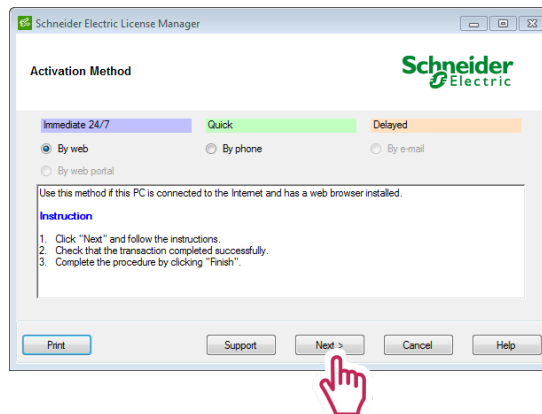 Schneider Electric License Manager
Activation Method
Schneider
Electric
Immediate 24/7
Quick
Delayed
By web
By phone
By e-mail
By web portal
Use this method if this PC is connected to the Internet and has a web browser installed.
Instruction
1. Click "Next" and follow the instructions.
2. Check that the transaction completed successfully.
3. Complete the procedure by clicking "Finish".
Print
Support
Next >
Cancel
Help